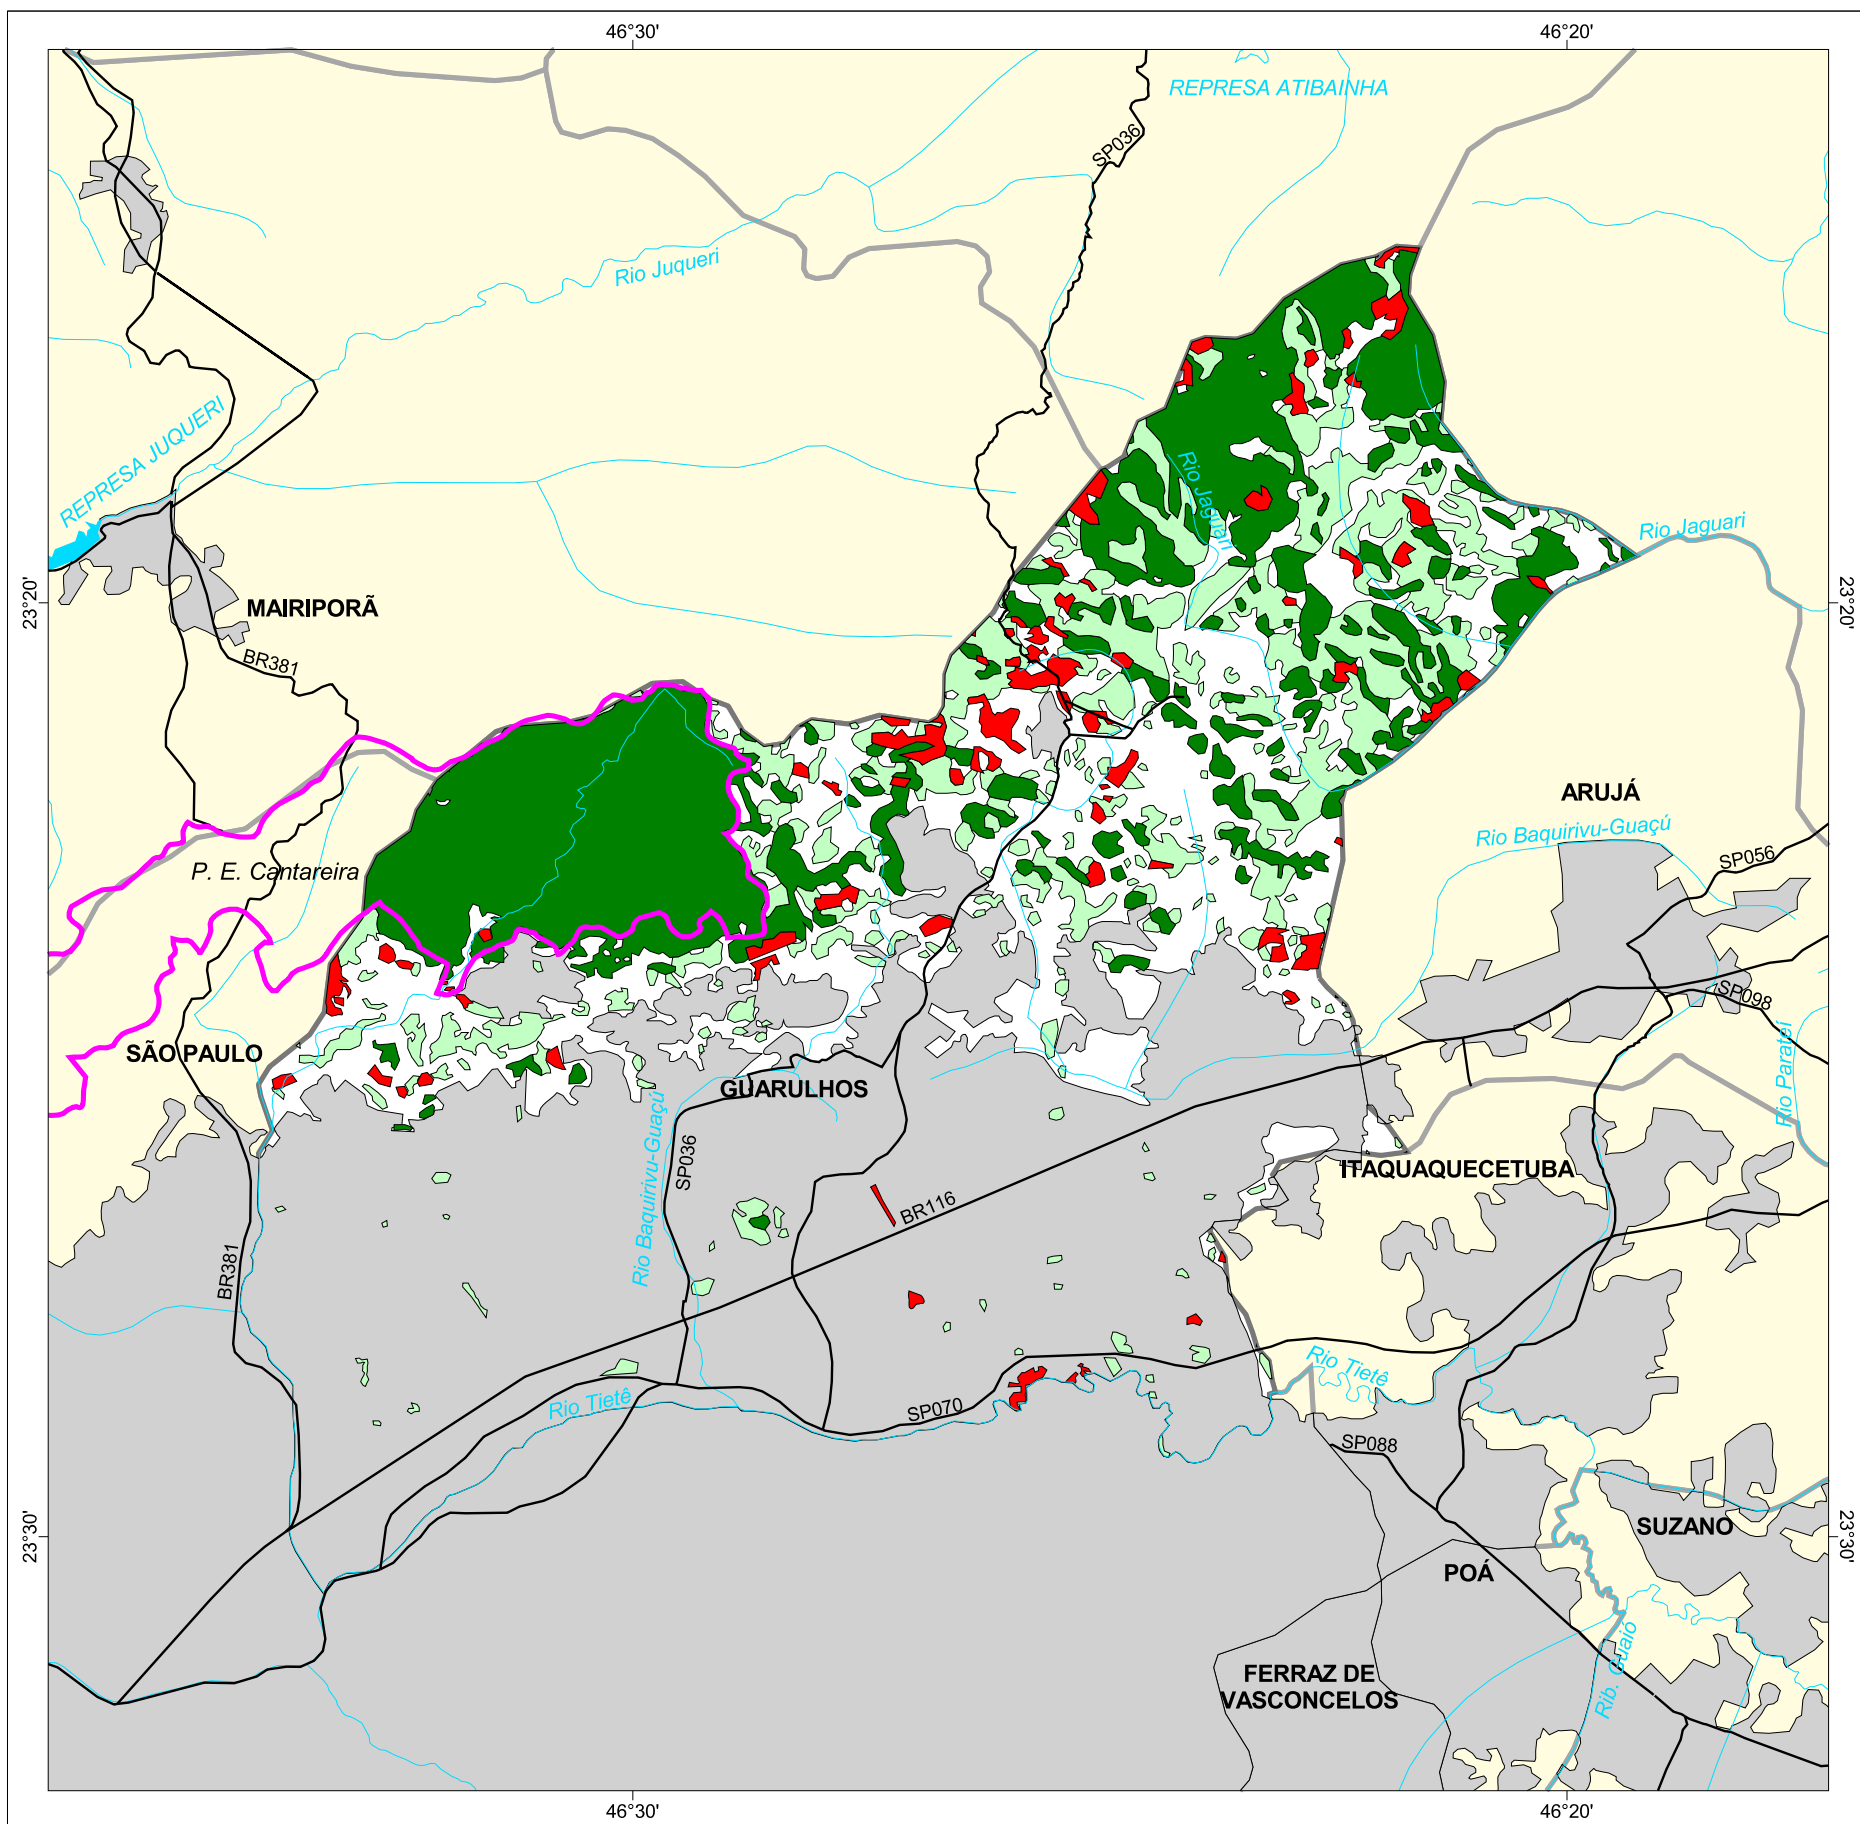 46°30'
46°20'
REPRESA ATIBAINHA
SP036
Rio Juqueri
REPRESA JUQUERI
Rio Jaguari
Rio Jaguari
23°20'
23°20'
MAIRIPORÃ
BR381
ARUJÁ
Rio Baquirivu-Guaçú
SP056
P. E. Cantareira
SP098
Rio Parateí
SÃO PAULO
GUARULHOS
Rio Baquirivu-Guaçú
SP036
ITAQUAQUECETUBA
BR116
BR381
Rio Tietê
Rio Tietê
SP070
SP088
23°30'
23°30'
SUZANO
POÁ
Rib. Guaió
FERRAZ DE
VASCONCELOS
46°30'
46°20'